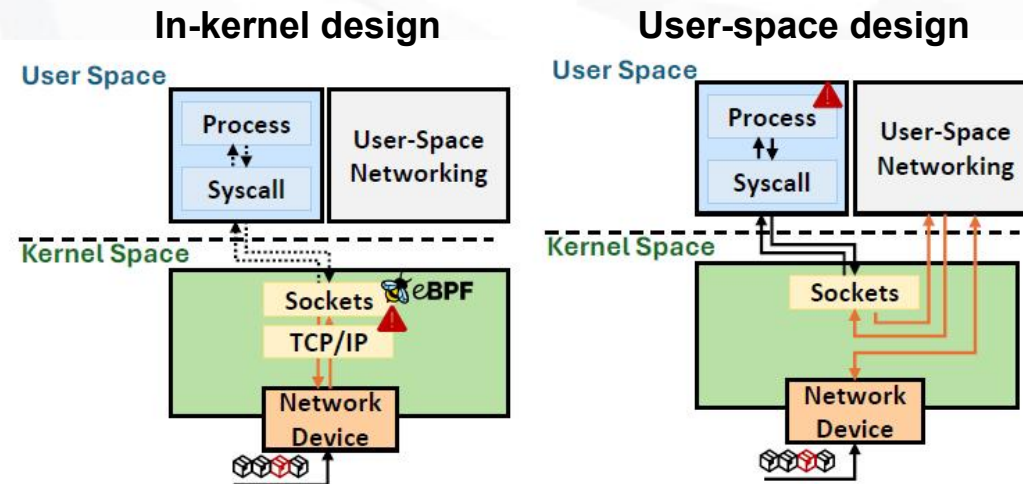 In-kernel design
User Space
Process
Syscall
User-Space
Networking
Kernel Space
Sockets
eBPF
TCP/IP
Network
Device
User-space design
User Space
Process
Syscall
User-Space
Networking
Kernel Space
Sockets
Network
Device